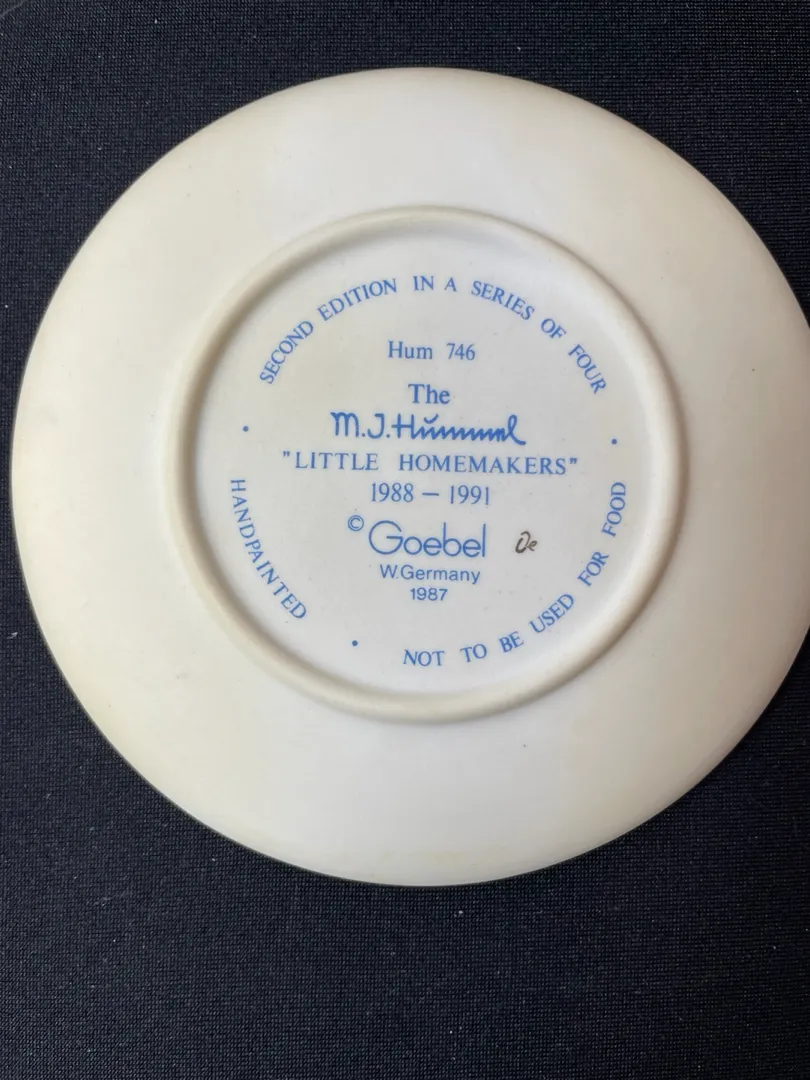 SECOND EDITION IN A SERIES OF FOUR
Hum 746
The
M.J.Hummel
"LITTLE HOMEMAKERS"
1988 – 1991
© Goebel
W.Germany
1987
HANDPAINTED
NOT TO BE USED FOR FOOD